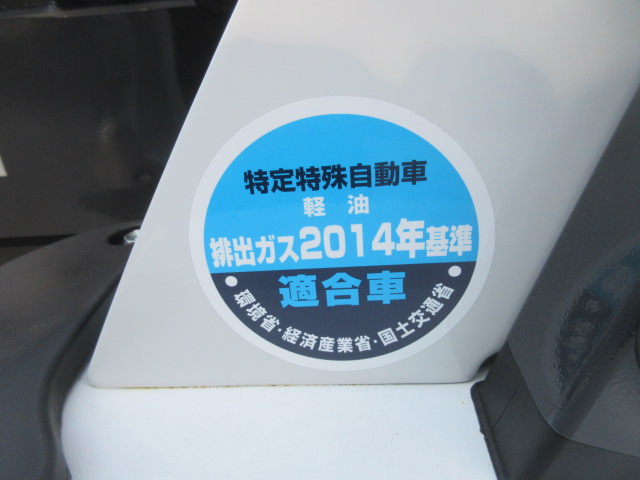 特定特殊自動車
軽油
排出ガス2014年基準
適合車
環境省・経済産業省・国土交通省